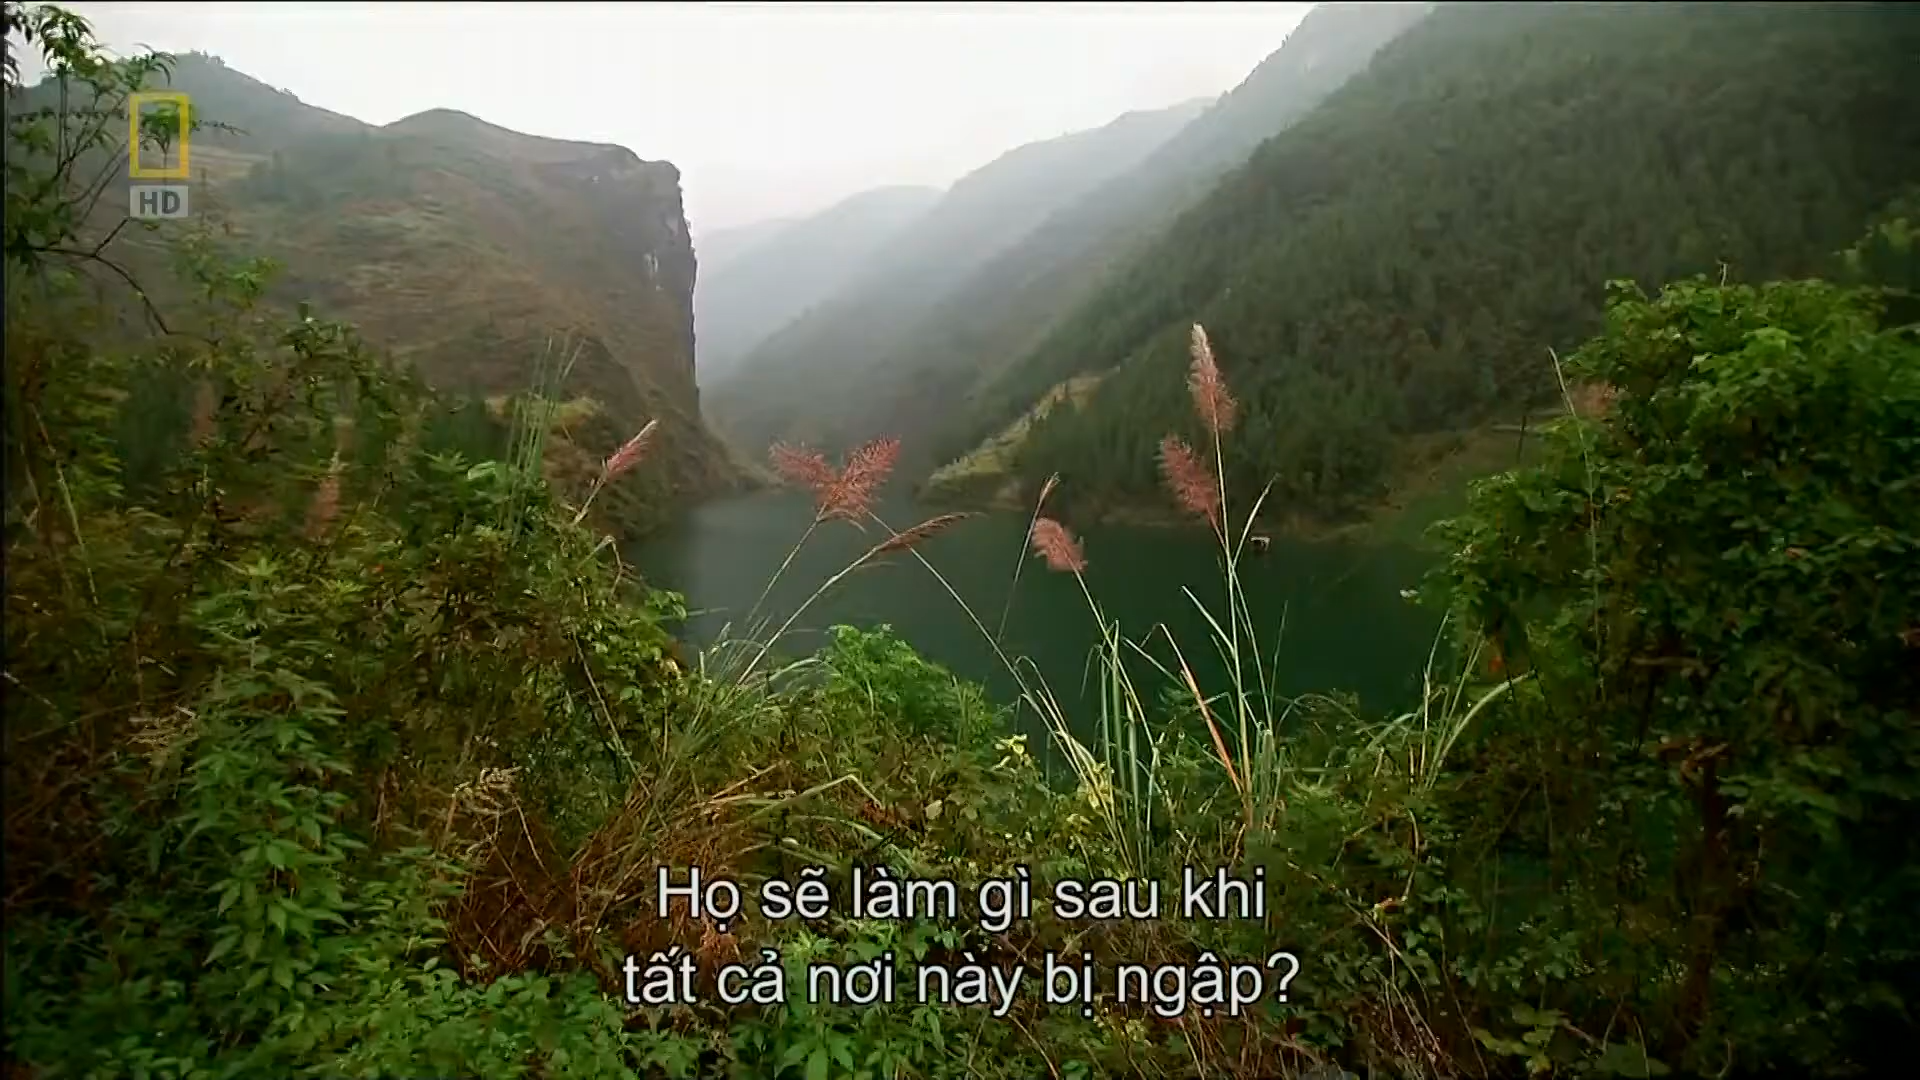 HD
Họ sẽ làm gì sau khi
tất cả nơi này bị ngập?